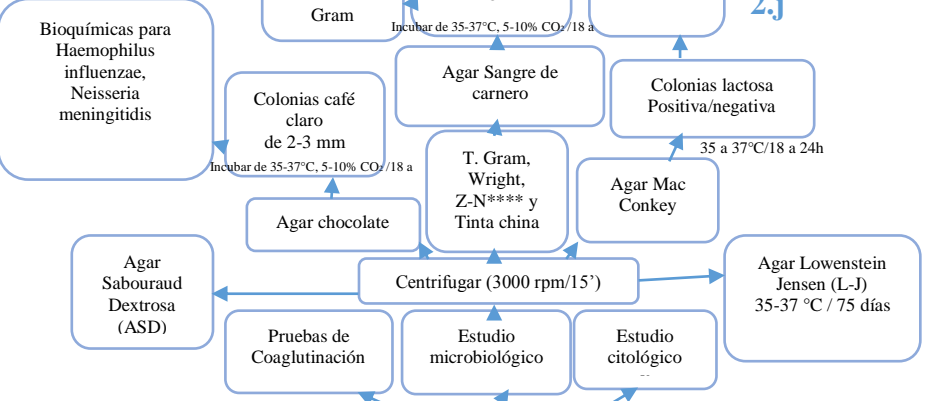 Gram
2.j
Incubar de 35-37°C, 5-10% CO₂ /18 a
Bioquímicas para
Haemophilus
influenzae,
Neisseria
meningitidis
Colonias café
claro
de 2-3 mm
Incubar de 35-37°C, 5-10% CO₂ /18 a
Agar Sangre de
carnero
Colonias lactosa
Positiva/negativa
35 a 37°C/18 a 24h
T. Gram,
Wright,
Z-N**** y
Tinta china
Agar Mac
Conkey
Agar chocolate
Agar
Sabouraud
Dextrosa
(ASD)
Centrifugar (3000 rpm/15’)
Agar Lowenstein
Jensen (L-J)
35-37 °C / 75 días
Pruebas de
Coaglutinación
Estudio
microbiológico
Estudio
citológico